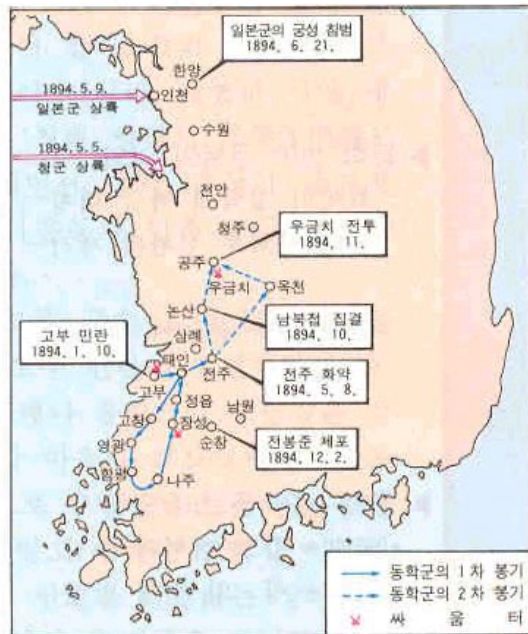 일본군의 궁성 침범
1894. 6. 21.
한양
1894.5.9.
일본군 상륙
인천
수원
1894.5.5.
청군 상륙
천안
청주
우금치 전투
1894. 11.
공주
우금치
옥천
논산
남북접 집결
1894. 10.
고부 민란
1894. 1. 10.
삼례
태인
전주
전주 화약
1894. 5. 8.
고부
정읍
고창
장성
남원
순창
전봉준 체포
1894. 12. 2.
영광
함평
나주
동학군의 1차 봉기
동학군의 2차 봉기
싸 움 터